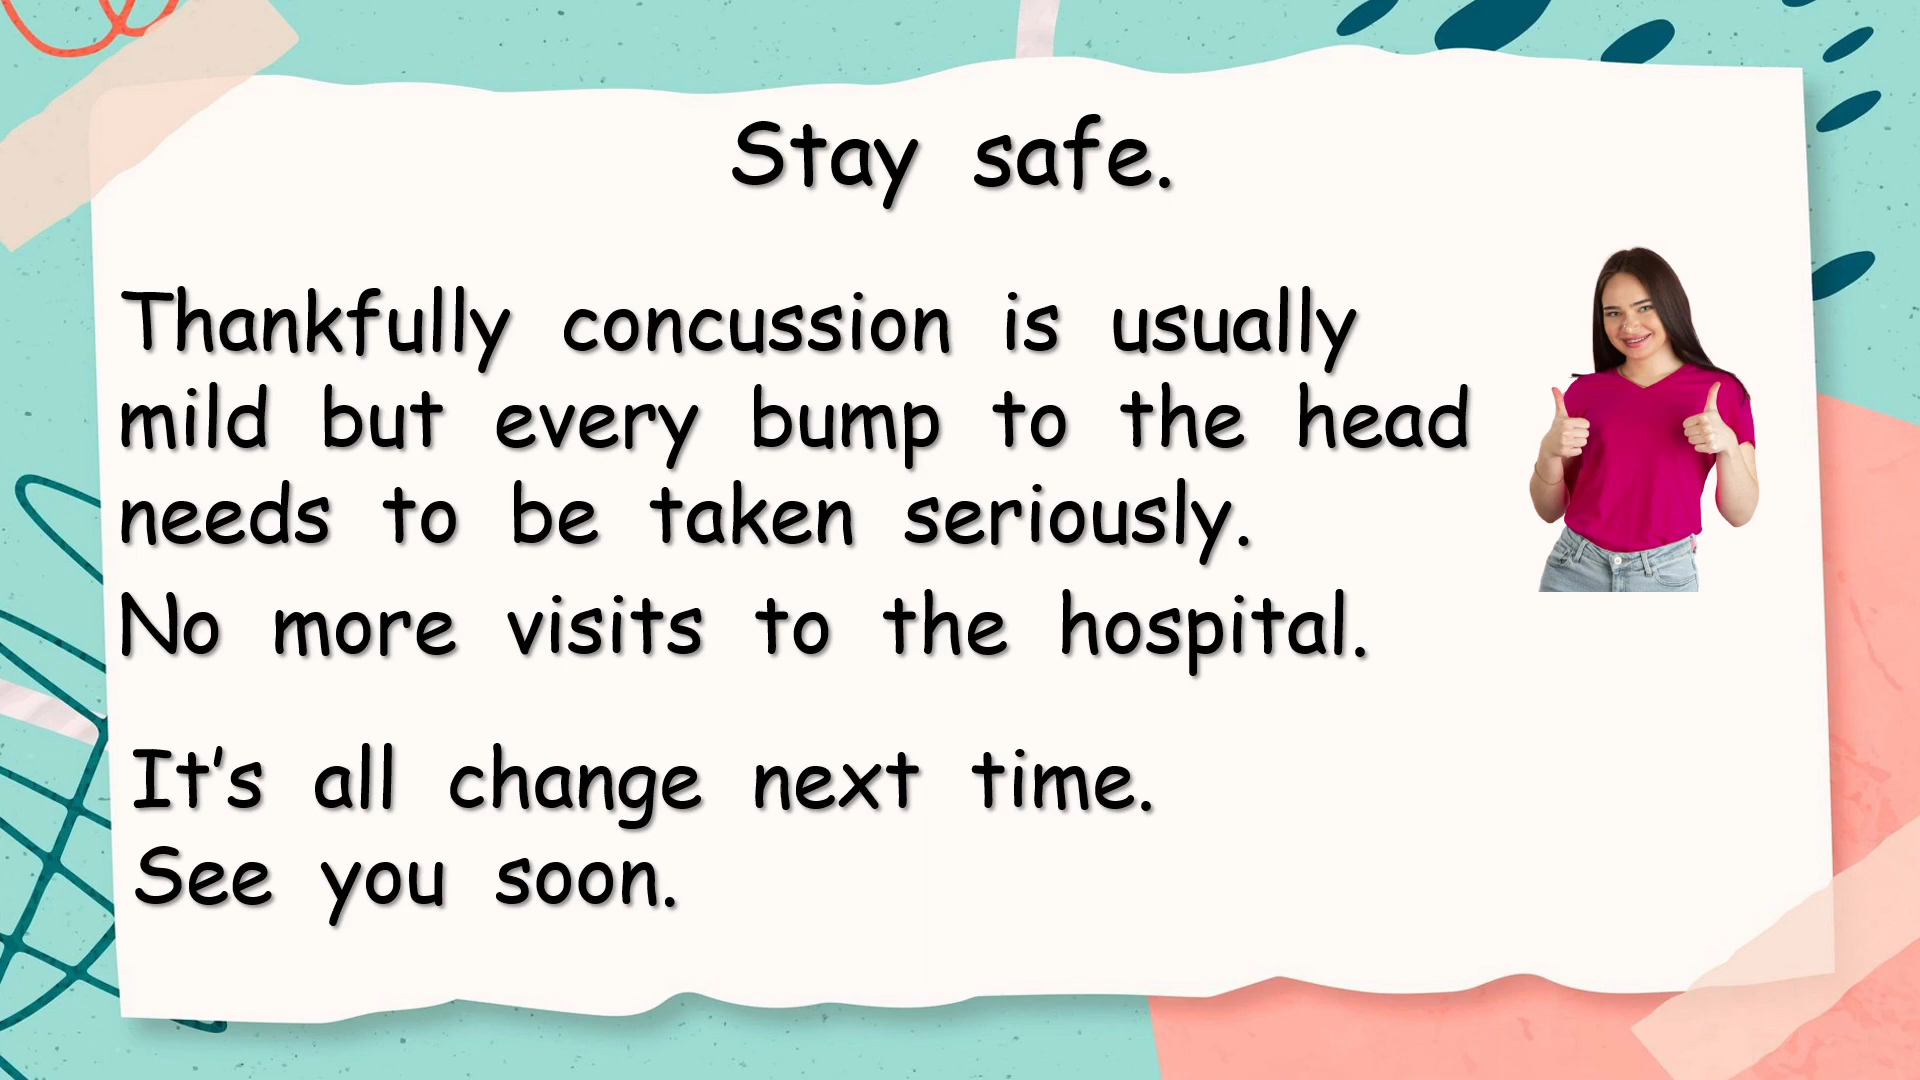 Stay safe.
Thankfully concussion is usually
mild but every bump to the head
needs to be taken seriously.
No more visits to the hospital.
It’s all change next time.
See you soon.